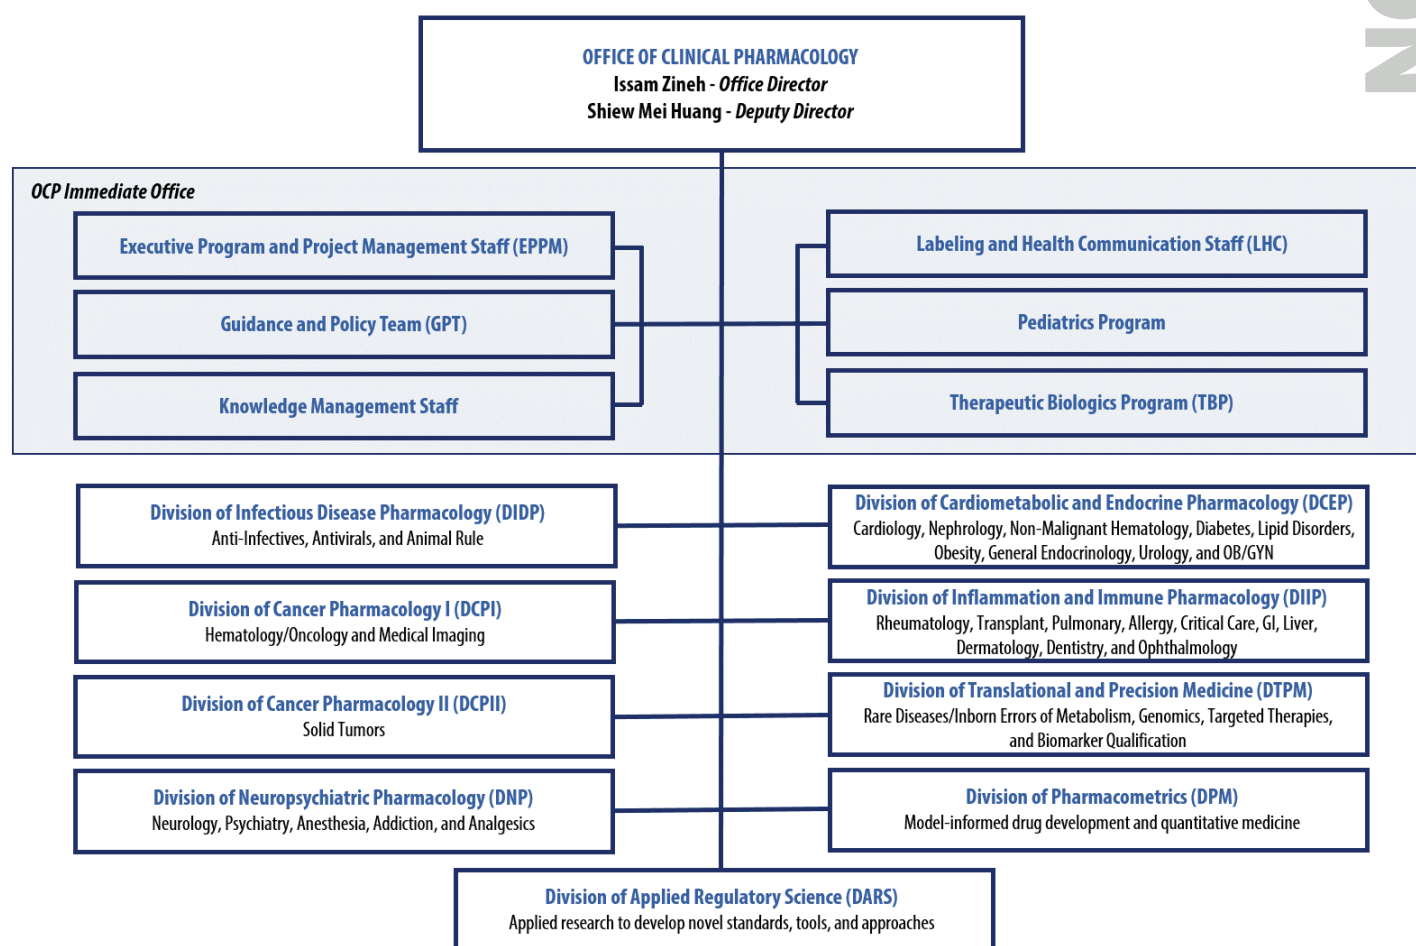 OFFICE OF CLINICAL PHARMACOLOGY
Issam Zineh - Office Director
Shiew Mei Huang - Deputy Director
OCP Immediate Office
Executive Program and Project Management Staff (EPPM)
Guidance and Policy Team (GPT)
Knowledge Management Staff
Labeling and Health Communication Staff (LHC)
Pediatrics Program
Therapeutic Biologics Program (TBP)
Division of Infectious Disease Pharmacology (DIDP)
Anti-Infectives, Antivirals, and Animal Rule
Division of Cancer Pharmacology I (DCPI)
Hematology/Oncology and Medical Imaging
Division of Cancer Pharmacology II (DCPII)
Solid Tumors
Division of Neuropsychiatric Pharmacology (DNP)
Neurology, Psychiatry, Anesthesia, Addiction, and Analgesics
Division of Cardiometabolic and Endocrine Pharmacology (DCEP)
Cardiology, Nephrology, Non-Malignant Hematology, Diabetes, Lipid Disorders,
Obesity, General Endocrinology, Urology, and OB/GYN
Division of Inflammation and Immune Pharmacology (DIIP)
Rheumatology, Transplant, Pulmonary, Allergy, Critical Care, GI, Liver,
Dermatology, Dentistry, and Ophthalmology
Division of Translational and Precision Medicine (DTPM)
Rare Diseases/Inborn Errors of Metabolism, Genomics, Targeted Therapies,
and Biomarker Qualification
Division of Pharmacometrics (DPM)
Model-informed drug development and quantitative medicine
Division of Applied Regulatory Science (DARS)
Applied research to develop novel standards, tools, and approaches